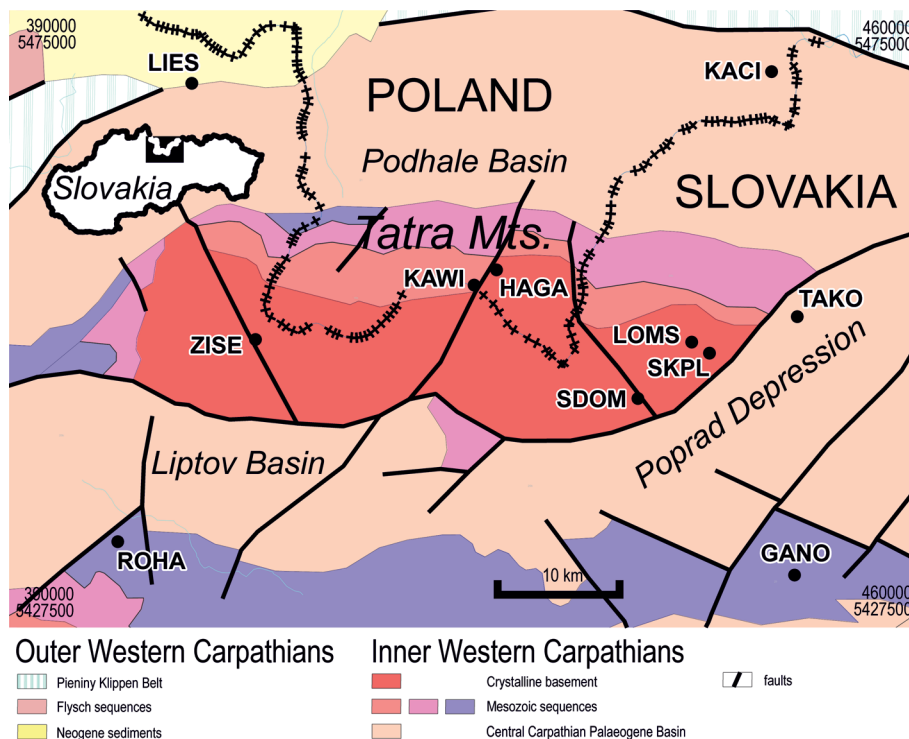 390000
5475000
460000
5475000
LIES
KACI
POLAND
Podhale Basin
Slovakia
SLOVAKIA
Tatra Mts.
KAWI
HAGA
TAKO
ZISE
LOMS
SKPL
SDOM
Poprad Depression
Liptov Basin
ROHA
GANO
10 km
390000
5427500
460000
5427500
Outer Western Carpathians
Pieniny Klippen Belt
Flysch sequences
Neogene sediments
Inner Western Carpathians
Crystalline basement
Mesozoic sequences
Central Carpathian Palaeogene Basin
faults